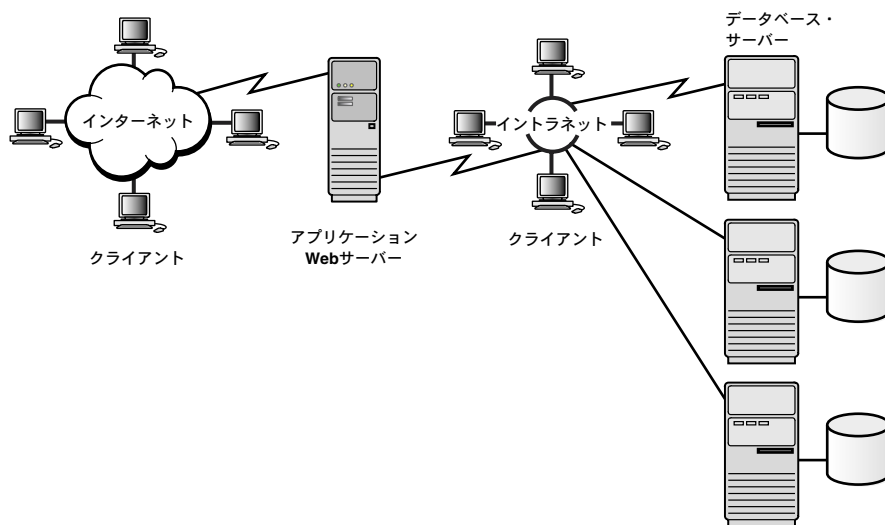 データベース・
サーバー
インターネット
イントラネット
クライアント
アプリケーション
Webサーバー
クライアント